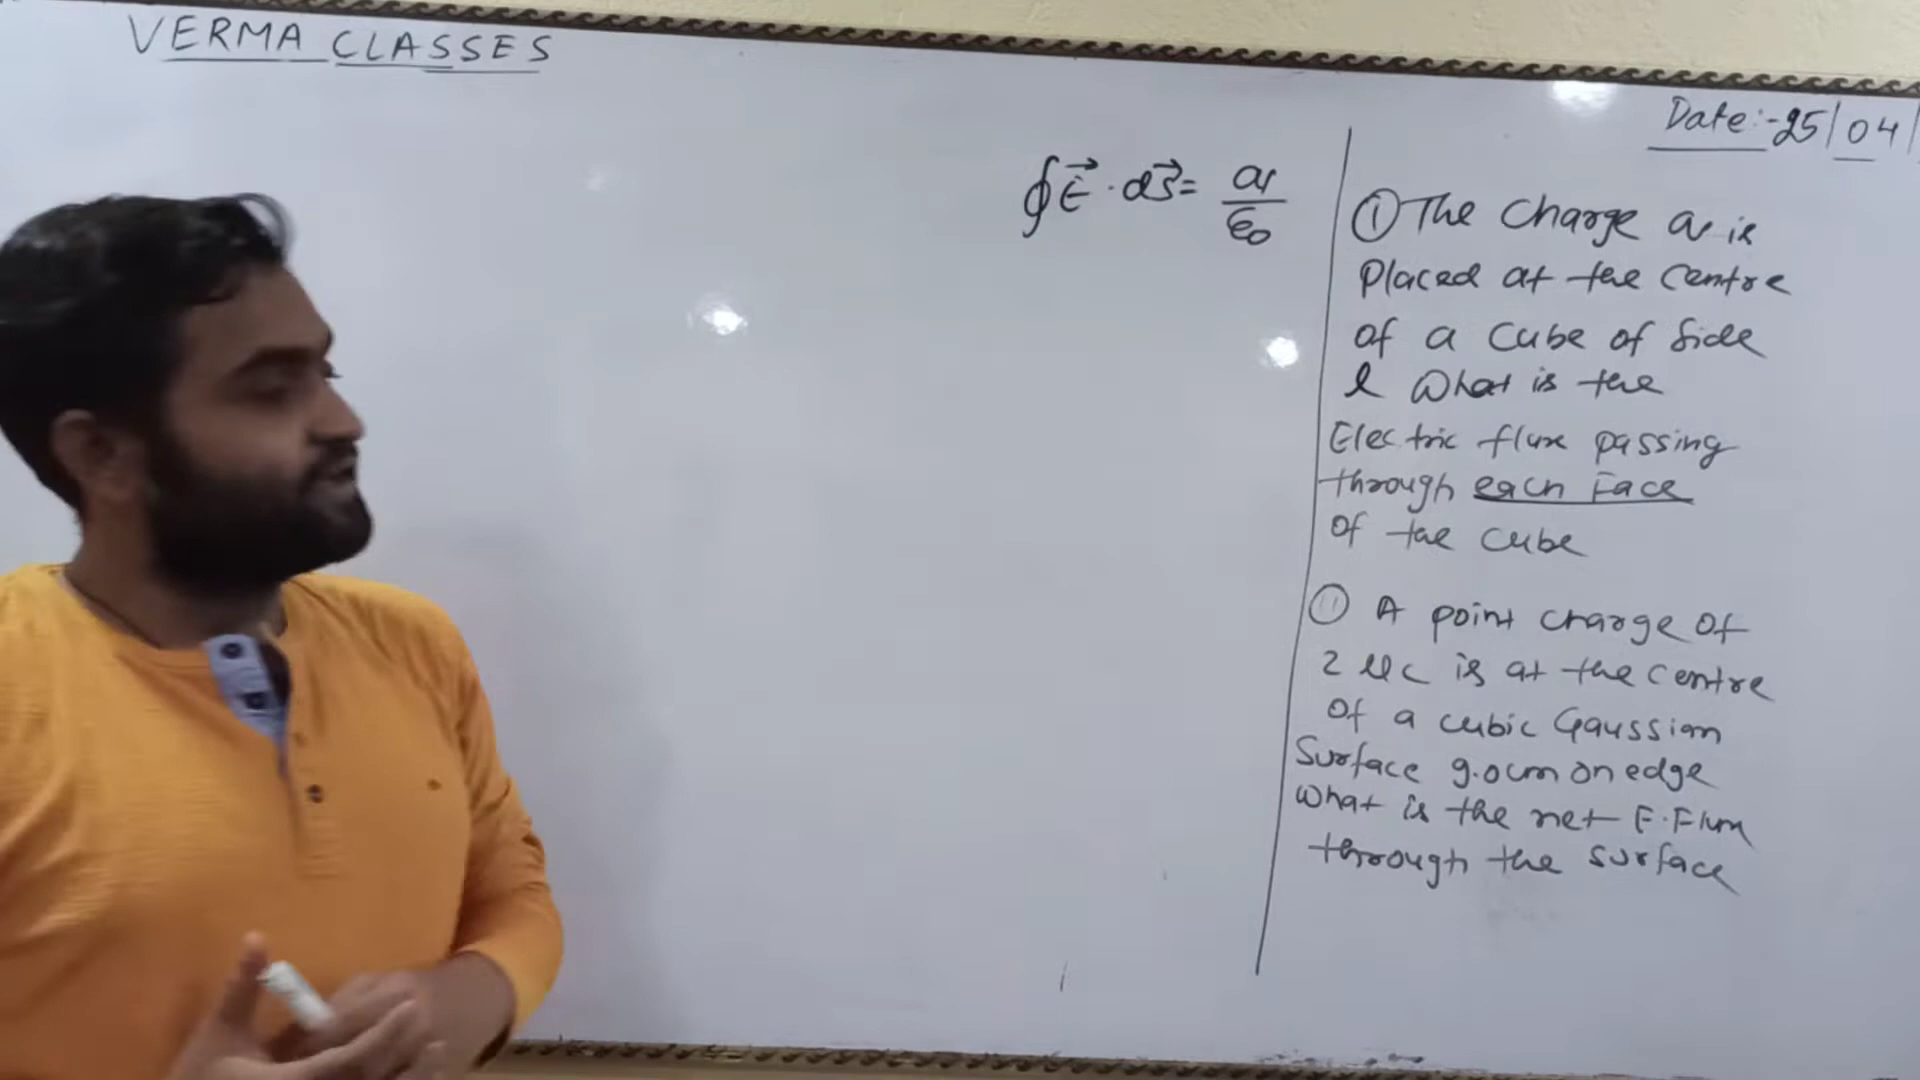 VERMA CLASSES
Date:-25/04/
∮E⃗·dS⃗= q/ε0
① The Charge q is
Placed at the Centre
of a Cube of Side
l What is the
Electric flux passing
through each Face
of the cube
⑪ A point charge of
2 μc is at the centre
of a cubic Gaussian
Surface 9.0cm on edge
What is the net E.Flux
through the surface